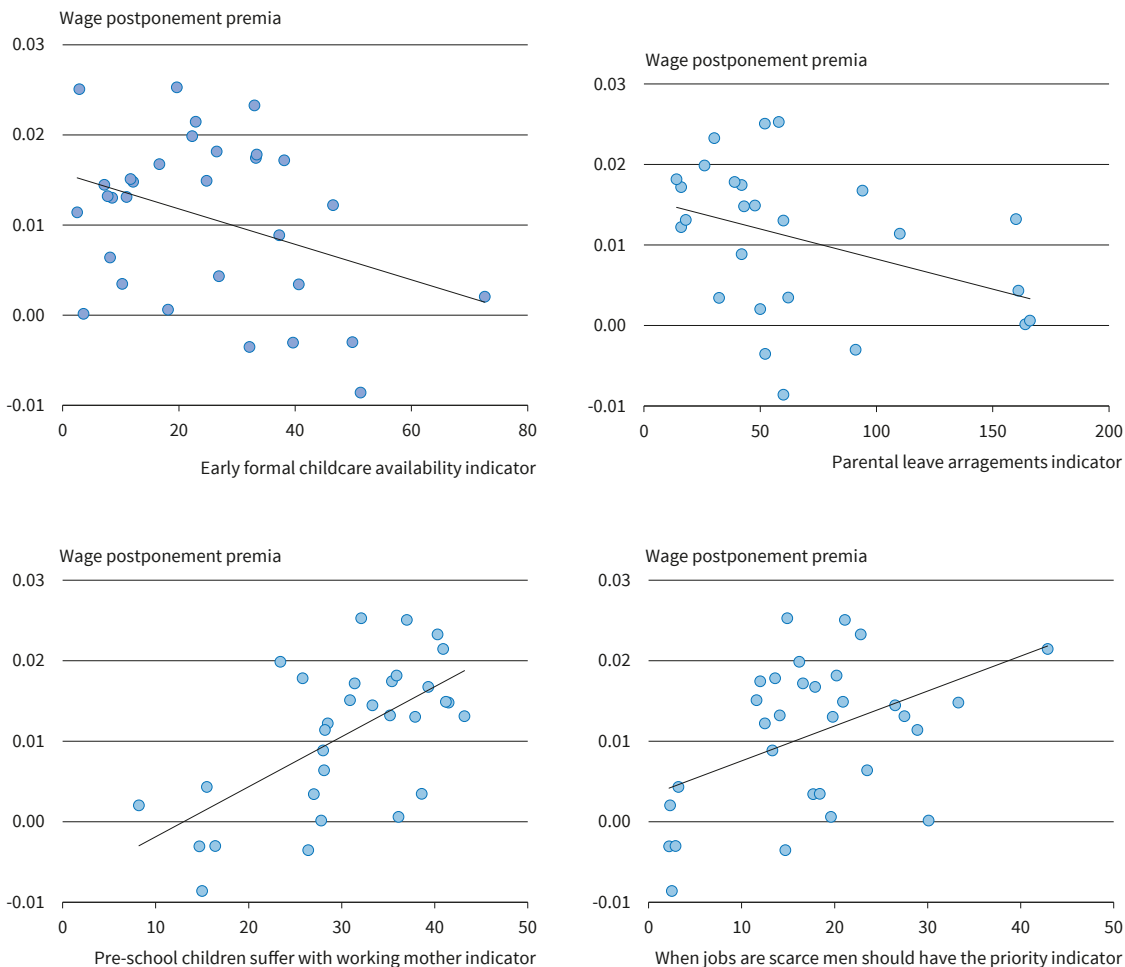 Wage postponement premia
0.03
0.02
0.01
0.00
-0.01
0 20 40 60 80
Early formal childcare availability indicator
Wage postponement premia
0.03
0.02
0.01
0.00
-0.01
0 50 100 150 200
Parental leave arragements indicator
Wage postponement premia
0.03
0.02
0.01
0.00
-0.01
0 10 20 30 40 50
Pre-school children suffer with working mother indicator
Wage postponement premia
0.03
0.02
0.01
0.00
-0.01
0 10 20 30 40 50
When jobs are scarce men should have the priority indicator